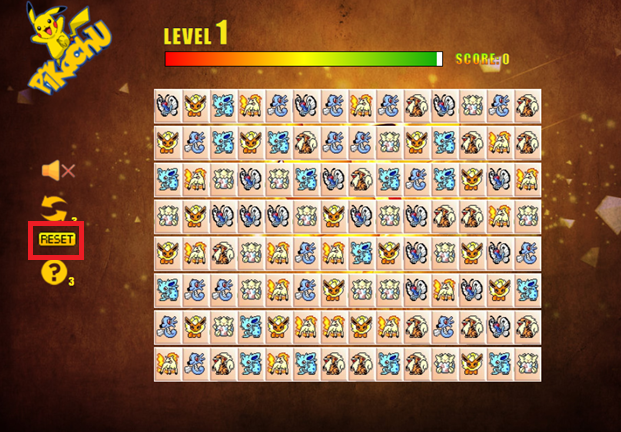 PikachU
LEVEL 1
SCORE:0
3
RESET
?
3